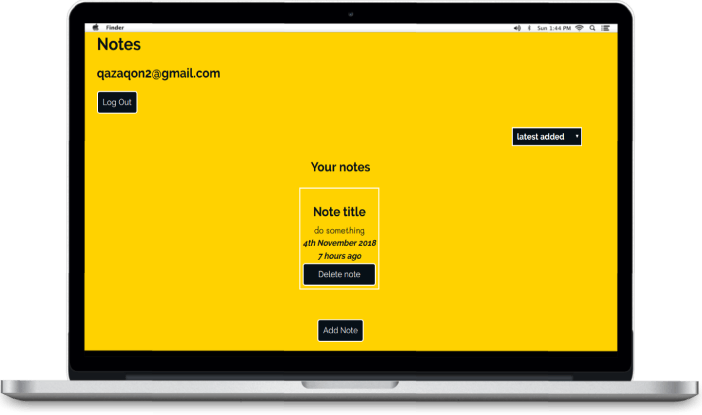 Finder
Sun 1:44 PM
Notes
qazaqon2@gmail.com
Log Out
latest added
Your notes
Note title
do something
4th November 2018
7 hours ago
Delete note
Add Note